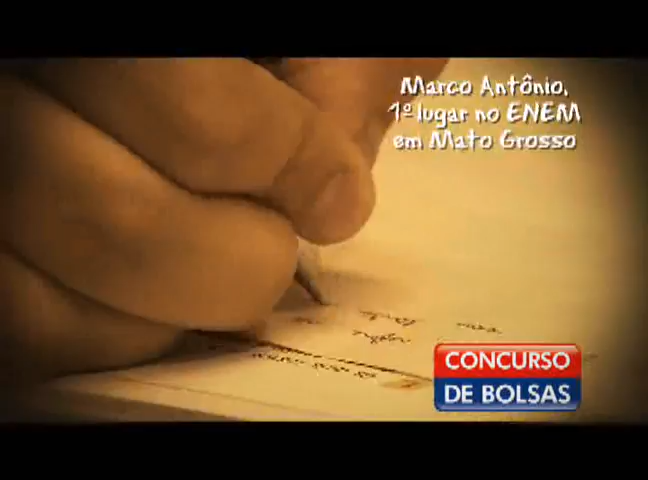 Marco Antônio,
1º lugar no ENEM
em Mato Grosso
CONCURSO
DE BOLSAS